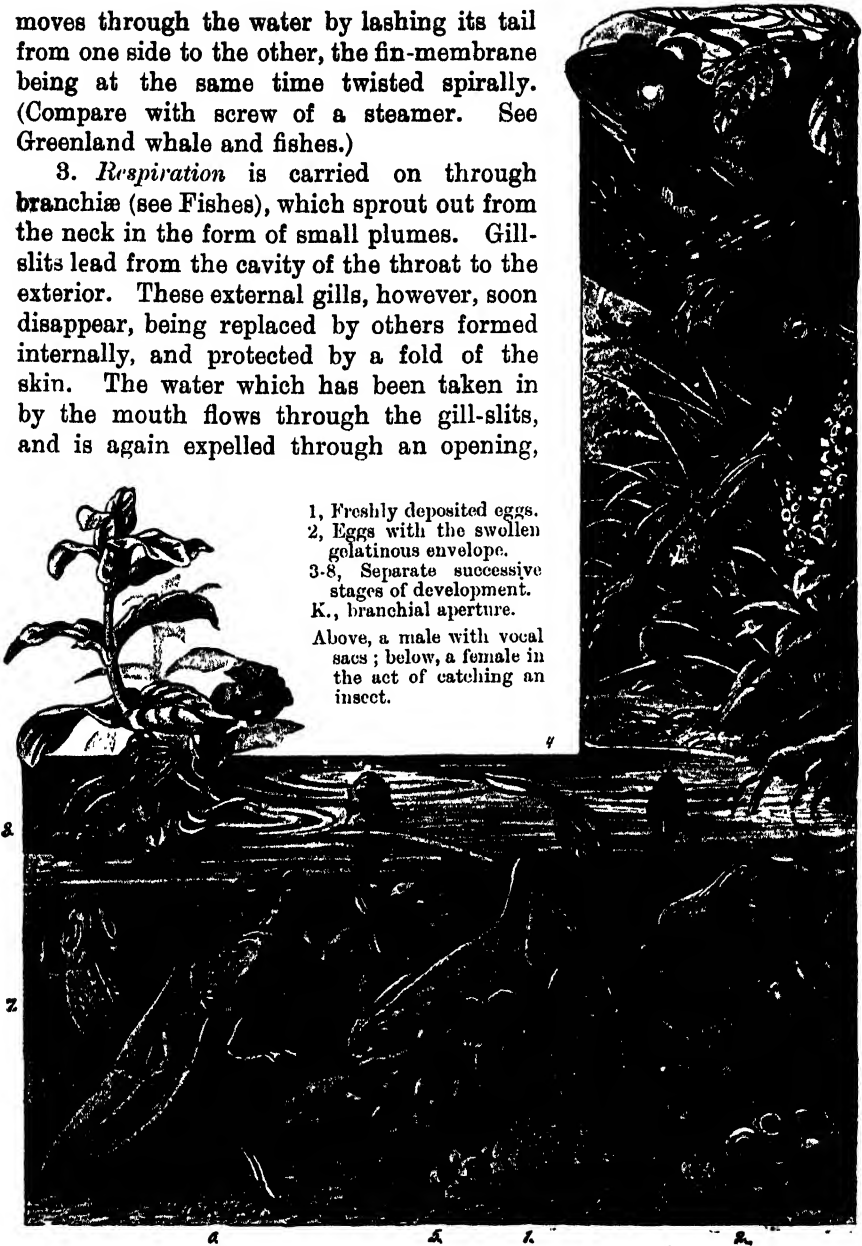 moves through the water by lashing its tail
from one side to the other, the fin-membrane
being at the same time twisted spirally.
(Compare with screw of a steamer. See
Greenland whale and fishes.)
3. Respiration is carried on through
branchiæ (see Fishes), which sprout out from
the neck in the form of small plumes. Gill-
slits lead from the cavity of the throat to the
exterior. These external gills, however, soon
disappear, being replaced by others formed
internally, and protected by a fold of the
skin. The water which has been taken in
by the mouth flows through the gill-slits,
and is again expelled through an opening,
1, Freshly deposited eggs.
2, Eggs with the swollen
gelatinous envelope.
3-8, Separate successive
stages of development.
K., branchial aperture.
Above, a male with vocal
sacs ; below, a female in
the act of catching an
insect.
4
8.
7.
6. 5. 1. 2.